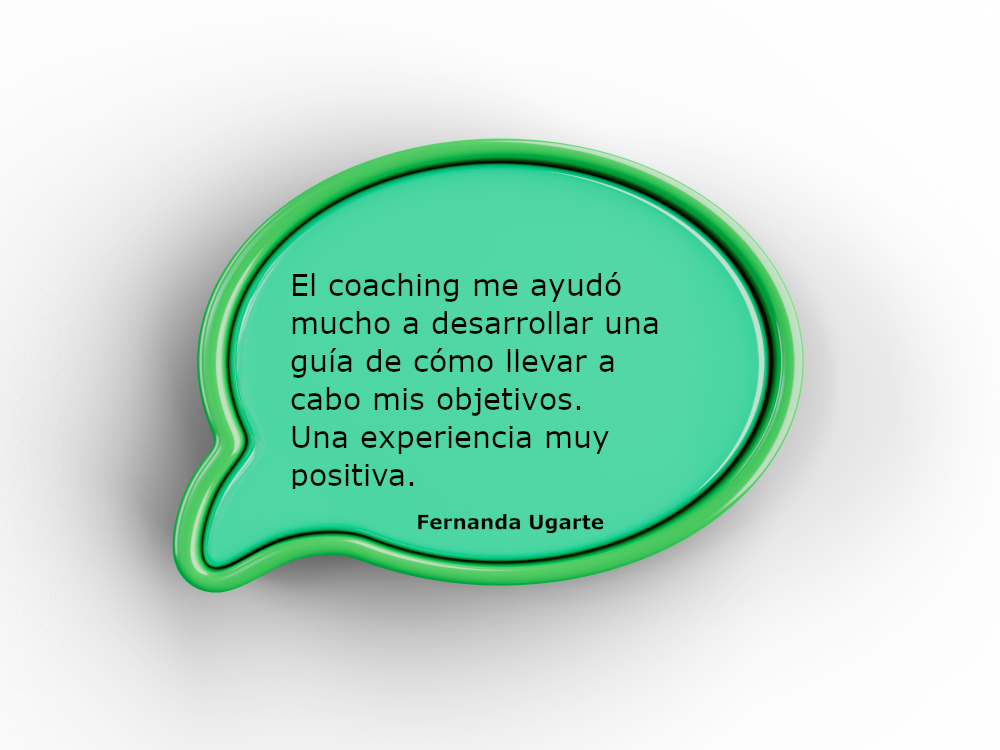 El coaching me ayudó
mucho a desarrollar una
guía de cómo llevar a
cabo mis objetivos.
Una experiencia muy
positiva.
Fernanda Ugarte